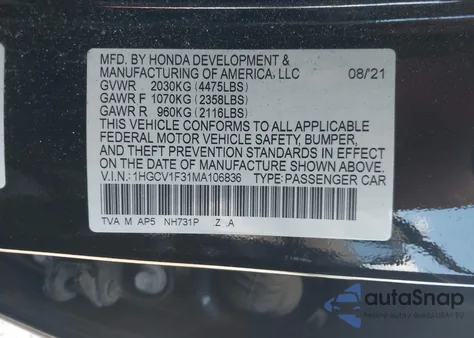 MFD. BY HONDA DEVELOPMENT &
MANUFACTURING OF AMERICA, LLC 08/21
GVWR 2030KG (4475LBS)
GAWR F 1070KG (2358LBS)
GAWR R 960KG (2116LBS)
THIS VEHICLE CONFORMS TO ALL APPLICABLE
FEDERAL MOTOR VEHICLE SAFETY, BUMPER,
AND THEFT PREVENTION STANDARDS IN EFFECT
ON THE DATE OF MANUFACTURE SHOWN ABOVE.
V.I.N.: 1HGCV1F31MA106836 TYPE: PASSENGER CAR
TVA M AP5 NH731P .Z .A
autoSnap